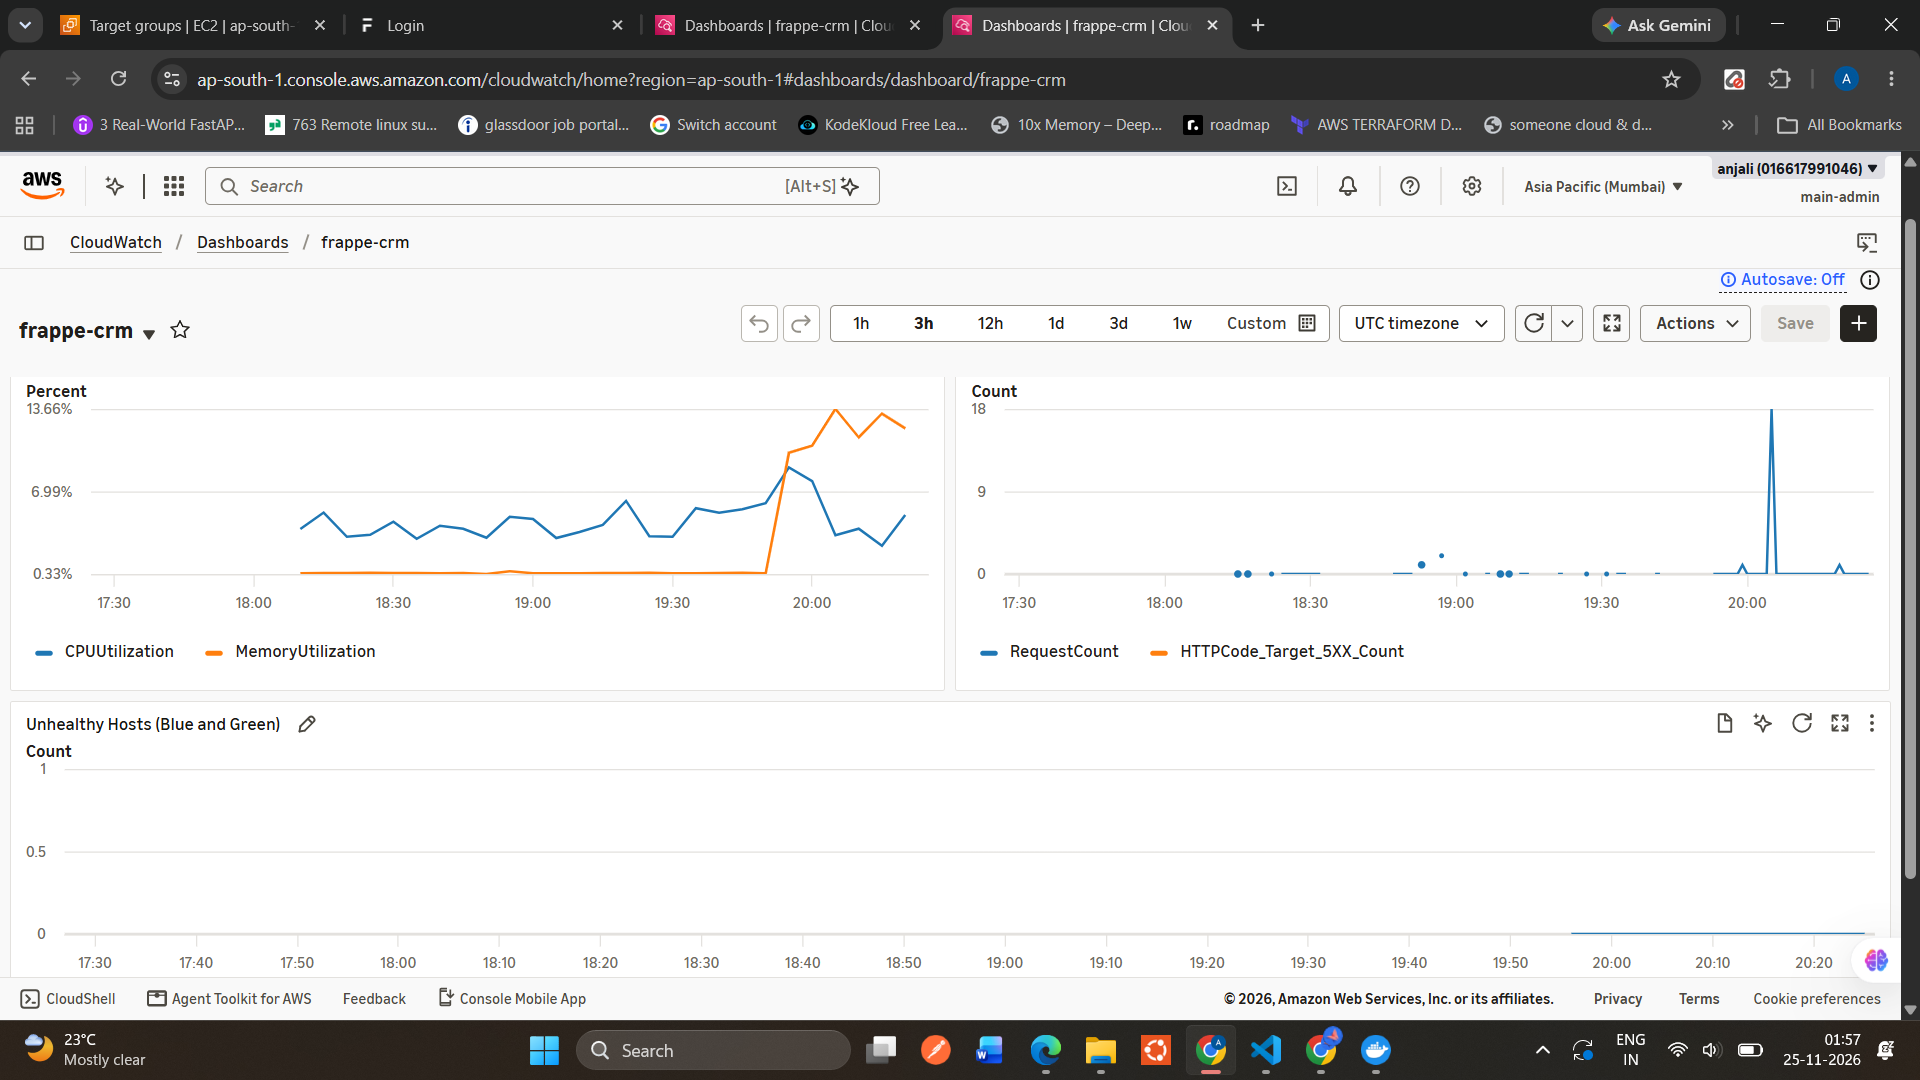 Target groups | EC2 | ap-south-
Login
Dashboards | frappe-crm | Clou
Dashboards | frappe-crm | Clou
Ask Gemini
ap-south-1.console.aws.amazon.com/cloudwatch/home?region=ap-south-1#dashboards/dashboard/frappe-crm
A
3 Real-World FastAP...
763 Remote linux su...
glassdoor job portal...
Switch account
KodeKloud Free Lea...
10x Memory – Deep...
roadmap
AWS TERRAFORM D...
someone cloud & d...
All Bookmarks
aws
Search
[Alt+S]
Asia Pacific (Mumbai)
anjali (016617991046)
main-admin
CloudWatch / Dashboards / frappe-crm
Autosave: Off
frappe-crm
1h 3h 12h 1d 3d 1w Custom
UTC timezone
Actions
Save
Percent
13.66%
6.99%
0.33%
17:30 18:00 18:30 19:00 19:30 20:00
CPUUtilization MemoryUtilization
Count
18
9
0
17:30 18:00 18:30 19:00 19:30 20:00
RequestCount HTTPCode_Target_5XX_Count
Unhealthy Hosts (Blue and Green)
Count
1
0.5
0
17:30 17:40 17:50 18:00 18:10 18:20 18:30 18:40 18:50 19:00 19:10 19:20 19:30 19:40 19:50 20:00 20:10 20:20
CloudShell Agent Toolkit for AWS Feedback Console Mobile App
© 2026, Amazon Web Services, Inc. or its affiliates. Privacy Terms Cookie preferences
23°C
Mostly clear
Search
ENG
IN
01:57
25-11-2026